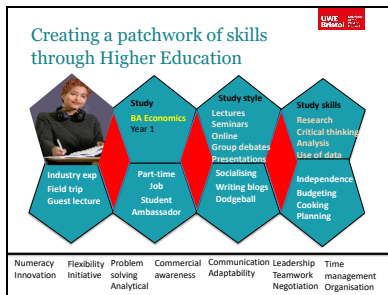 Creating a patchwork of skills
through Higher Education
UWE
Bristol
Study
BA Economics
Year 1
Study style
Lectures
Seminars
Online
Group debates
Presentations
Study skills
Research
Critical thinking
Analysis
Use of data
Industry exp
Field trip
Guest lecture
Part-time
Job
Student
Ambassador
Socialising
Writing blogs
Dodgeball
Independence
Budgeting
Cooking
Planning
Numeracy
Innovation
Flexibility
Initiative
Problem
solving
Analytical
Commercial
awareness
Communication
Adaptability
Leadership
Teamwork
Negotiation
Time
management
Organisation